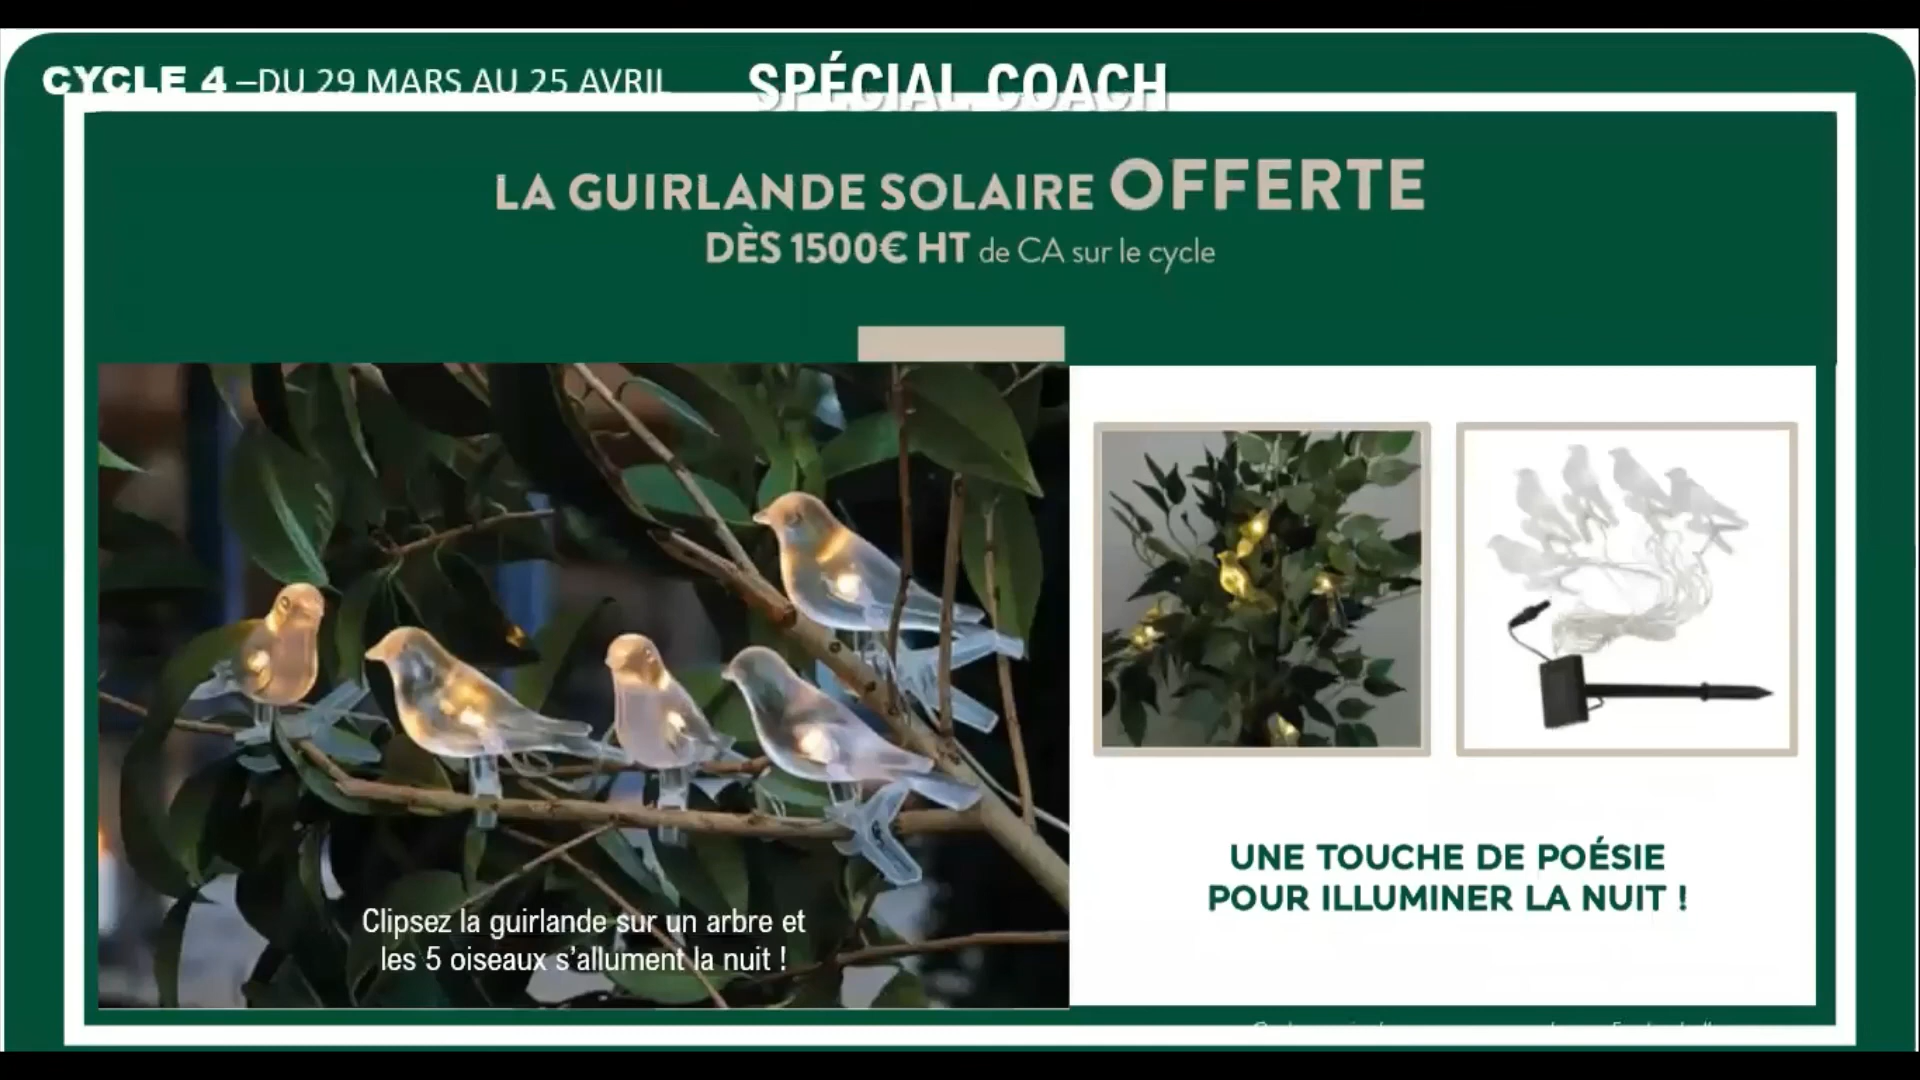 CYCLE 4 –DU 29 MARS AU 25 AVRIL
SPÉCIAL COACH
LA GUIRLANDE SOLAIRE OFFERTE
DÈS 1500€ HT de CA sur le cycle
Clipsez la guirlande sur un arbre et
les 5 oiseaux s’allument la nuit !
UNE TOUCHE DE POÉSIE
POUR ILLUMINER LA NUIT !